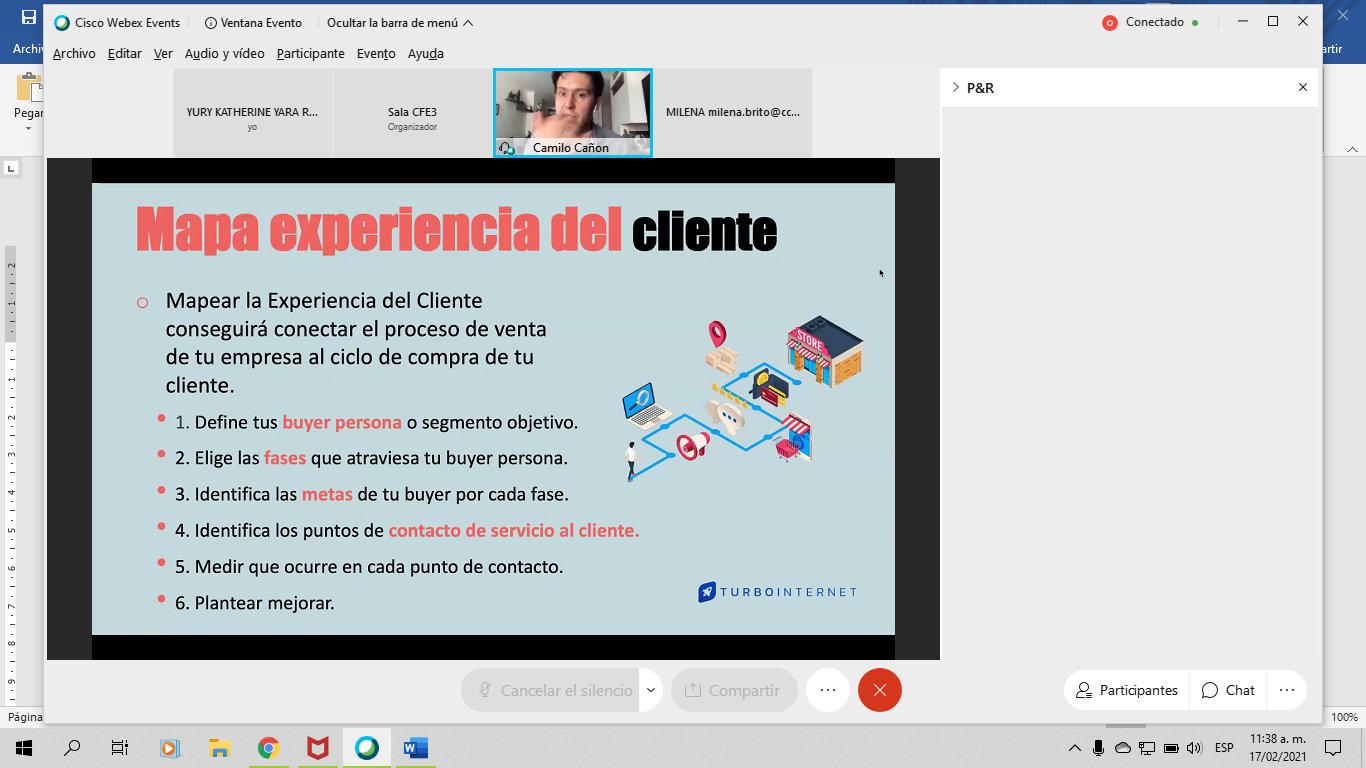 Cisco Webex Events
Ventana Evento
Ocultar la barra de menú
Conectado
Archivo Editar Ver Audio y vídeo Participante Evento Ayuda
Pegar
YURY KATHERINE YARA R...
yo
Sala CFE3
Organizador
Camilo Cañon
MILENA milena.brito@cc...
P&R
Mapa experiencia del cliente
Mapear la Experiencia del Cliente
conseguirá conectar el proceso de venta
de tu empresa al ciclo de compra de tu
cliente.
1. Define tus buyer persona o segmento objetivo.
2. Elige las fases que atraviesa tu buyer persona.
3. Identifica las metas de tu buyer por cada fase.
4. Identifica los puntos de contacto de servicio al cliente.
5. Medir que ocurre en cada punto de contacto.
6. Plantear mejorar.
STORE
TURBOINTERNET
Cancelar el silencio
Compartir
Participantes
Chat
Página
100%
ESP
11:38 a. m.
17/02/2021